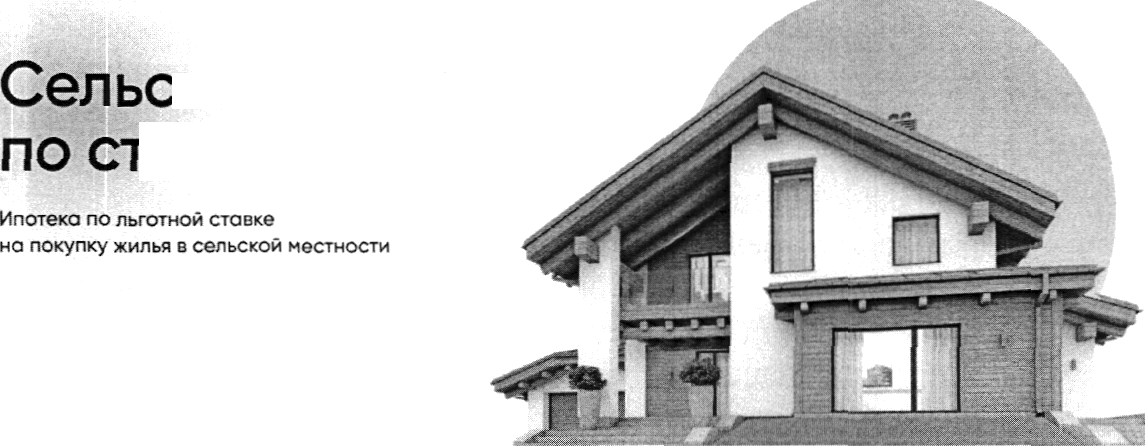 Сельс
по ст
Ипотека по льготной ставке
на покупку жилья в сельской местности